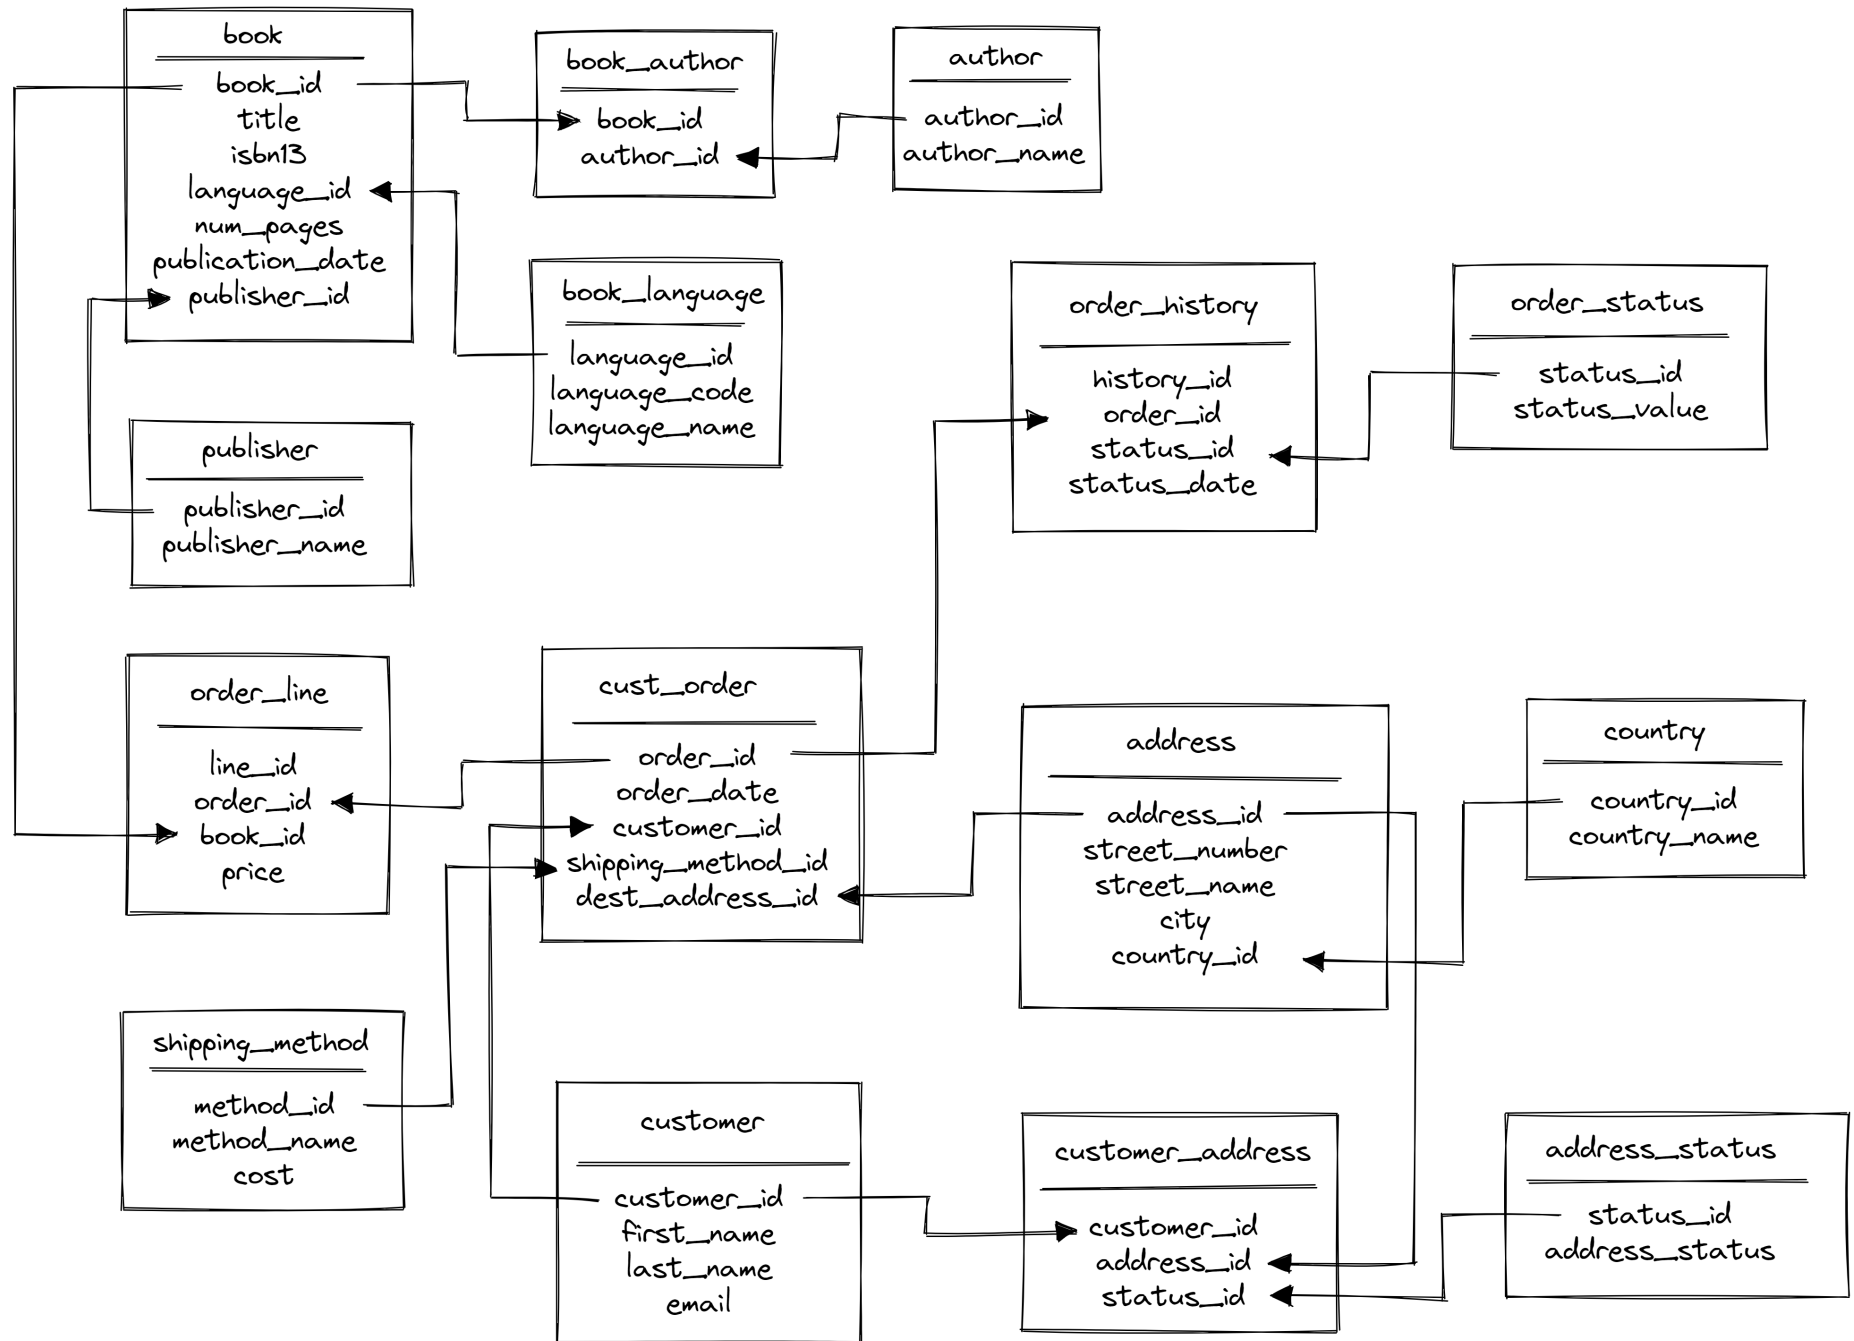 book
book_id
title
isbn13
language_id
num_pages
publication_date
publisher_id
book_author
book_id
author_id
author
author_id
author_name
book_language
language_id
language_code
language_name
order_history
history_id
order_id
status_id
status_date
order_status
status_id
status_value
publisher
publisher_id
publisher_name
order_line
line_id
order_id
book_id
price
cust_order
order_id
order_date
customer_id
shipping_method_id
dest_address_id
address
address_id
street_number
street_name
city
country_id
country
country_id
country_name
shipping_method
method_id
method_name
cost
customer
customer_id
first_name
last_name
email
customer_address
customer_id
address_id
status_id
address_status
status_id
address_status